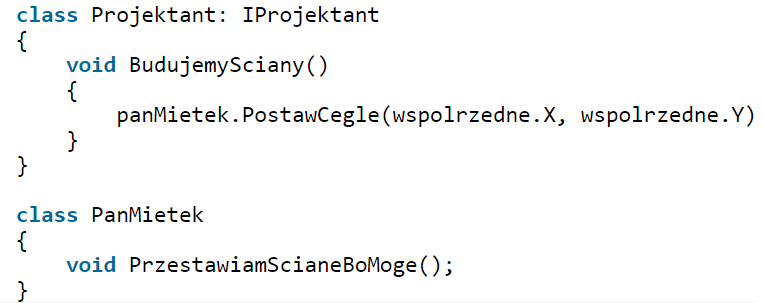 class Projektant: IProjektant
{
    void BudujemySciany()
    {
        panMietek.PostawCegle(wspolrzedne.X, wspolrzedne.Y)
    }
}

class PanMietek
{
    void PrzestawiamScianeBoMoge();
}